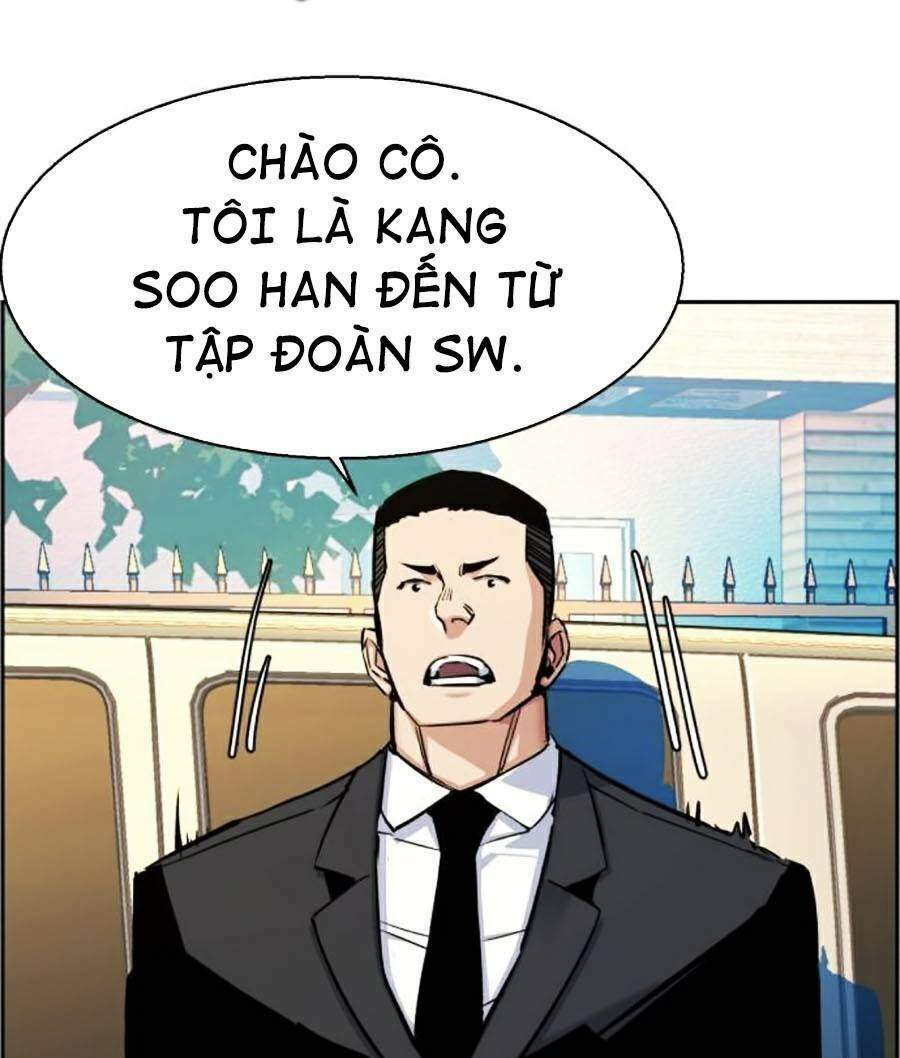 CHÀO CÔ.
TÔI LÀ KANG
SOO HAN ĐẾN TỪ
TẬP ĐOÀN SW.